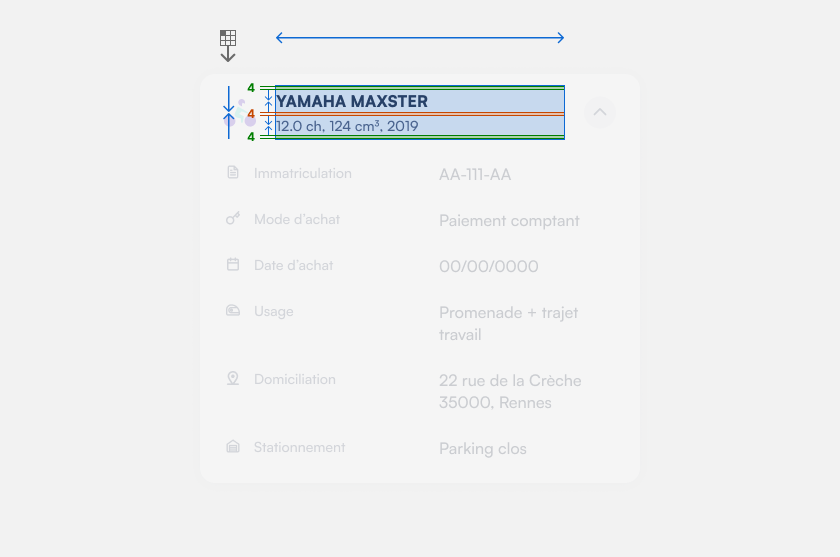 4
YAMAHA MAXSTER
4
12.0 ch, 124 cm³, 2019
4
Immatriculation AA-111-AA
Mode d'achat Paiement comptant
Date d'achat 00/00/0000
Usage Promenade + trajet
travail
Domiciliation 22 rue de la Crèche
35000, Rennes
Stationnement Parking clos